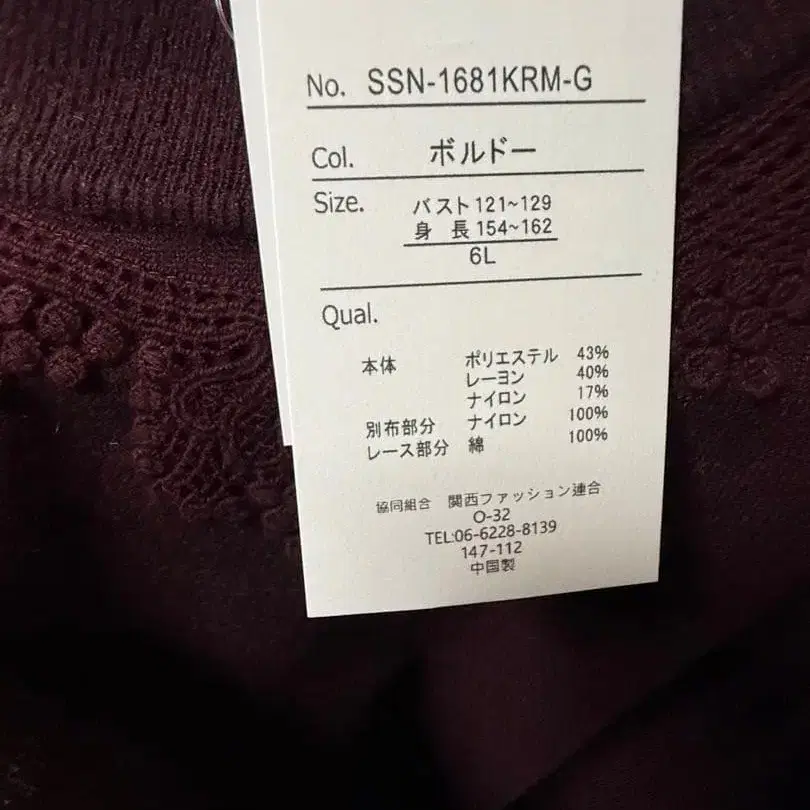 No. SSN-1681KRM-G
Col. ボルドー
Size. バスト121~129
身 長154~162
6L
Qual.
本体 ポリエステル 43%
レーヨン 40%
ナイロン 17%
別布部分 ナイロン 100%
レース部分 綿 100%
協同組合 関西ファッション連合
O-32
TEL:06-6228-8139
147-112
中国製